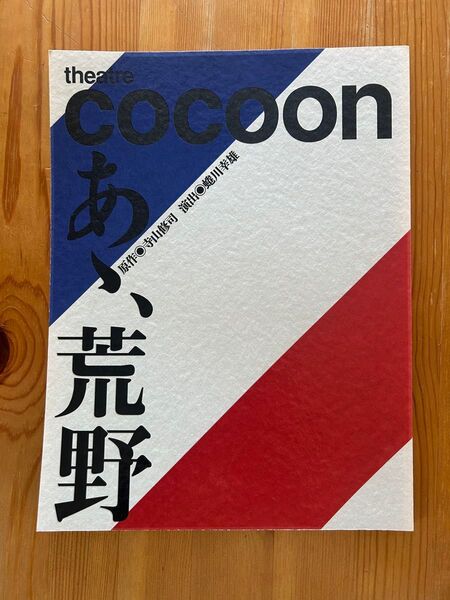 theatre
cocoon
あゝ、荒野
原作◉寺山修司 演出◉蜷川幸雄